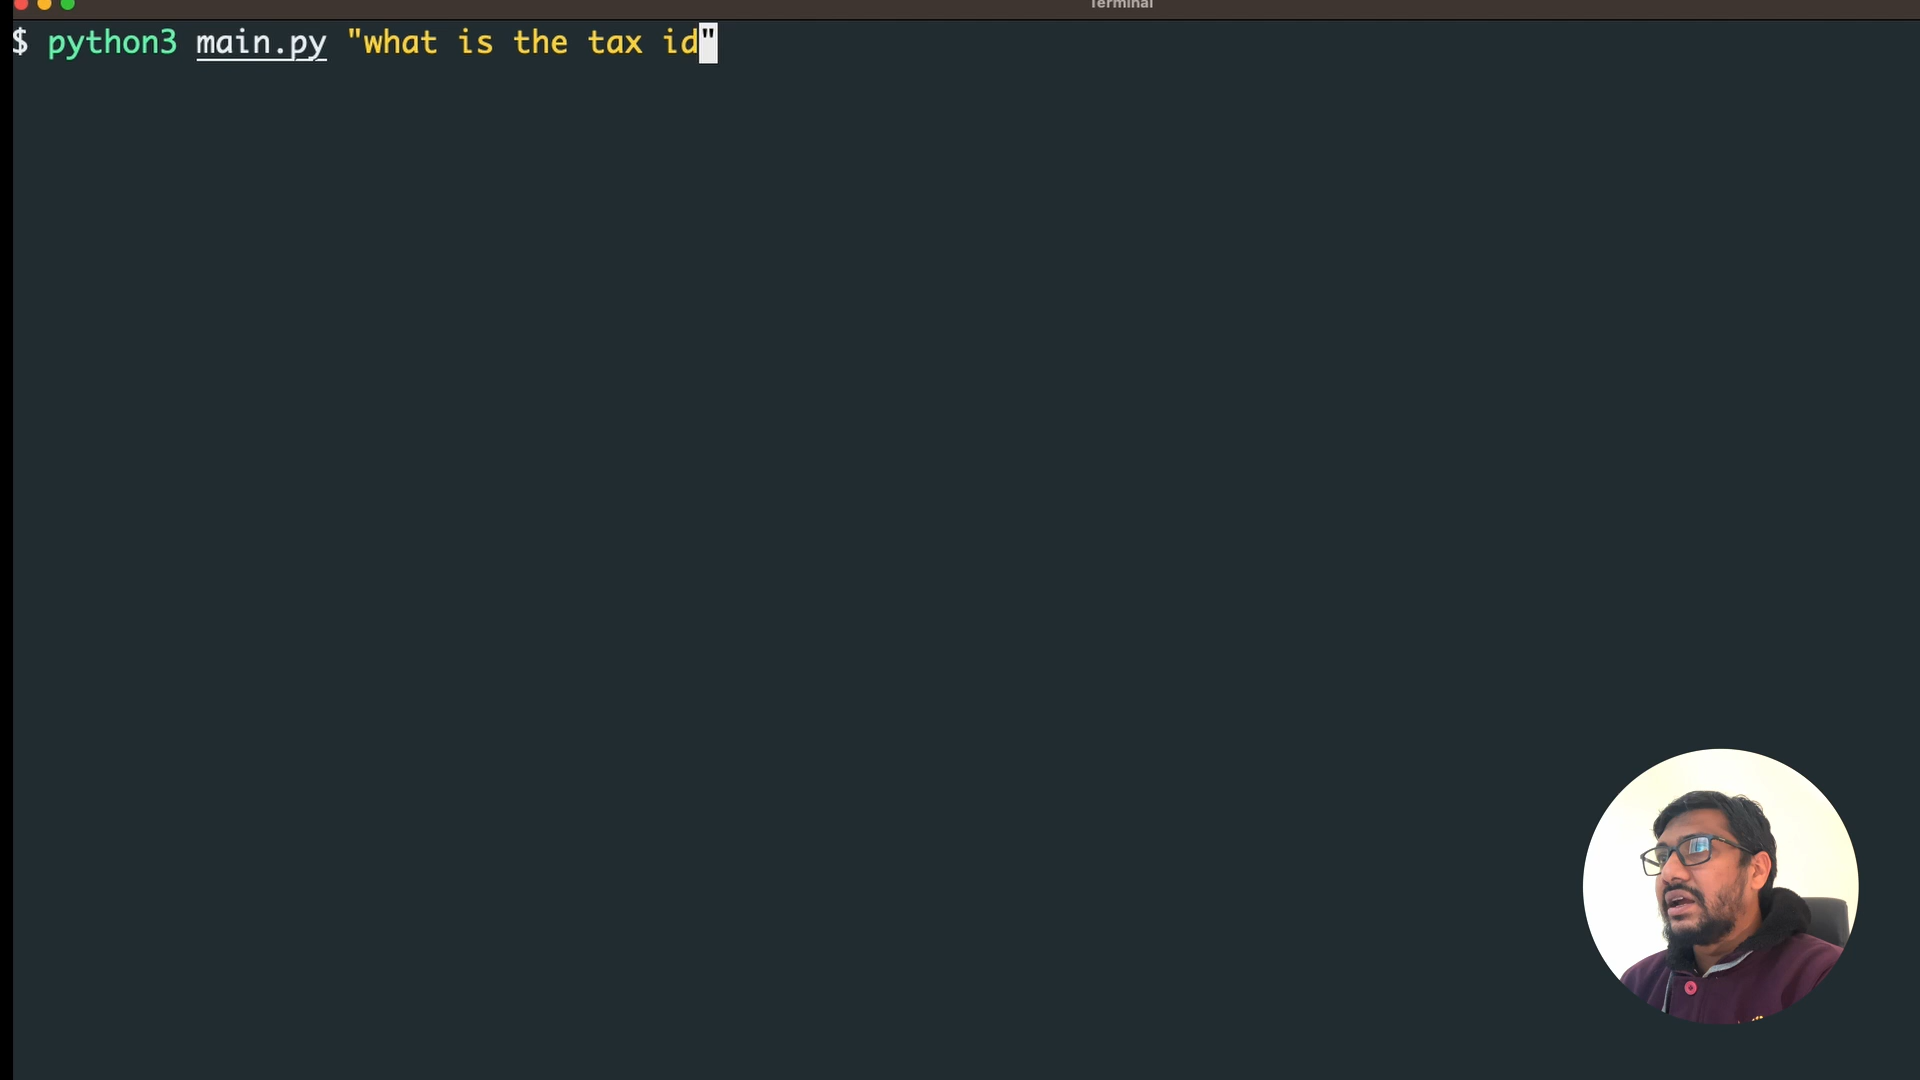 Terminal
$ python3 main.py "what is the tax id"